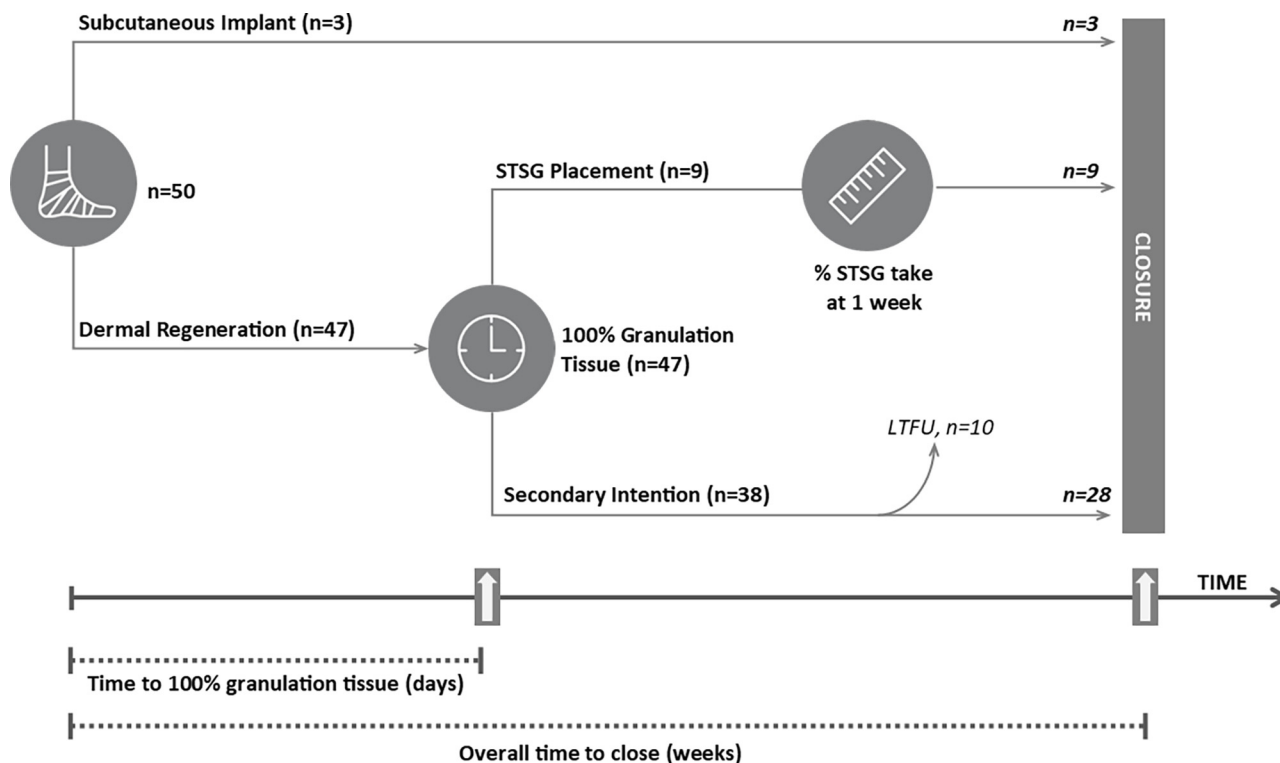 Subcutaneous Implant (n=3)
n=3
n=50
STSG Placement (n=9)
n=9
% STSG take
at 1 week
CLOSURE
Dermal Regeneration (n=47)
100% Granulation
Tissue (n=47)
LTFU, n=10
Secondary Intention (n=38)
n=28
TIME
Time to 100% granulation tissue (days)
Overall time to close (weeks)